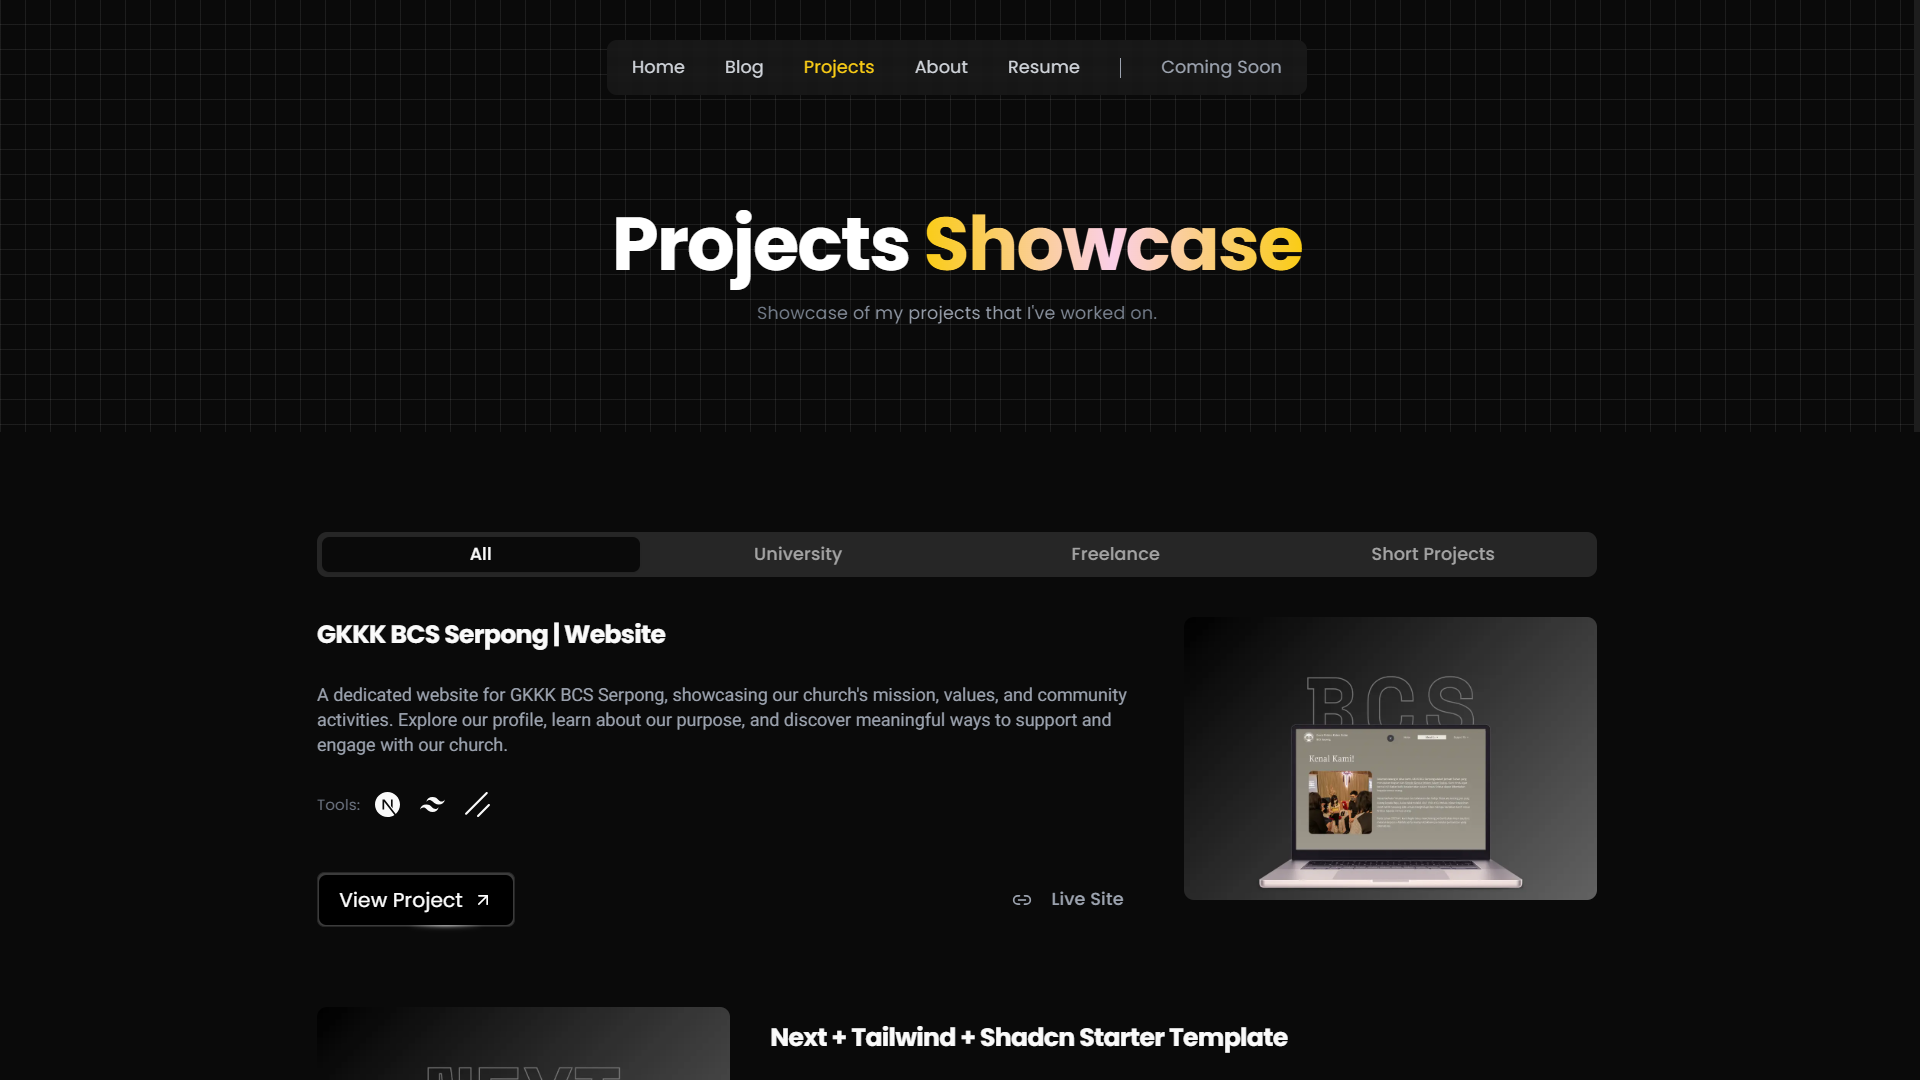 Home Blog Projects About Resume | Coming Soon
Projects Showcase
Showcase of my projects that I've worked on.
All University Freelance Short Projects
GKKK BCS Serpong | Website
A dedicated website for GKKK BCS Serpong, showcasing our church's mission, values, and community
activities. Explore our profile, learn about our purpose, and discover meaningful ways to support and
engage with our church.
Tools:
View Project
Live Site
BCS
Kenal Kami!
NEXT
Next + Tailwind + Shadcn Starter Template